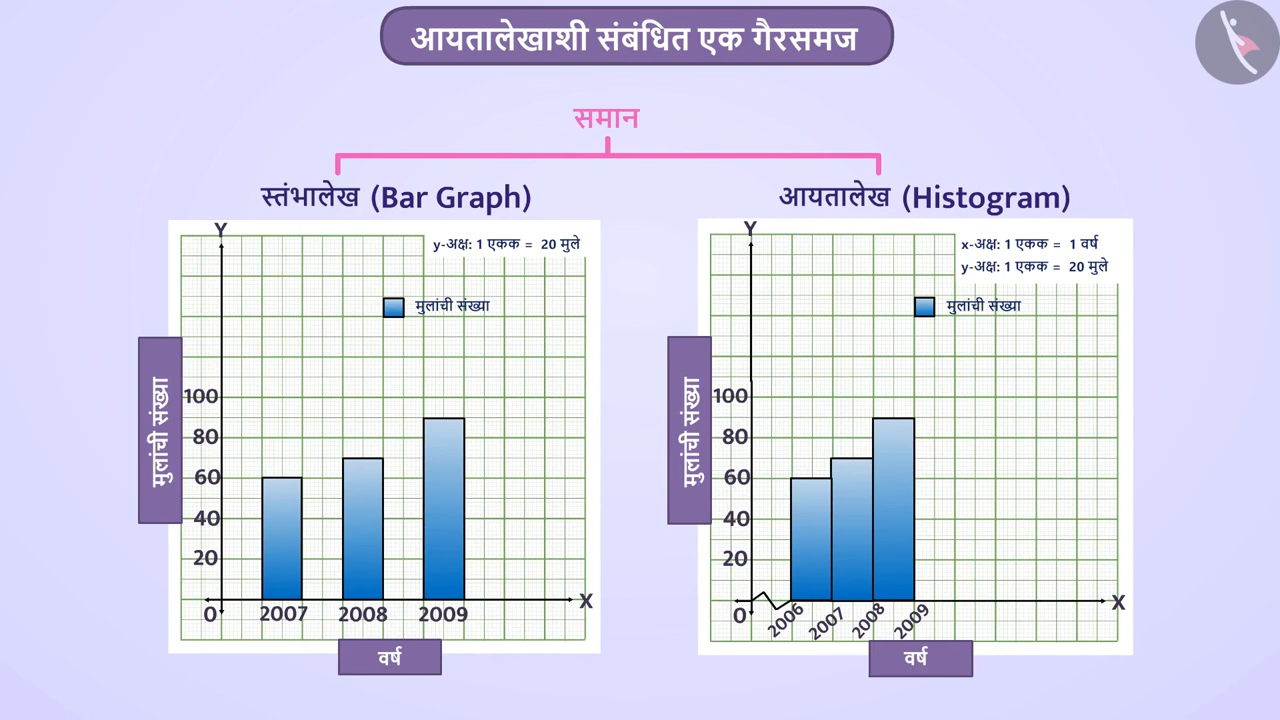 आयतालेखाशी संबंधित एक गैरसमज
समान
स्तंभालेख (Bar Graph)
आयतालेख (Histogram)
Y
y-अक्ष: 1 एकक = 20 मुले
मुलांची संख्या
मुलांची संख्या
100
80
60
40
20
0
2007
2008
2009
X
वर्ष
Y
x-अक्ष: 1 एकक = 1 वर्ष
y-अक्ष: 1 एकक = 20 मुले
मुलांची संख्या
मुलांची संख्या
100
80
60
40
20
0
2006
2007
2008
2009
X
वर्ष